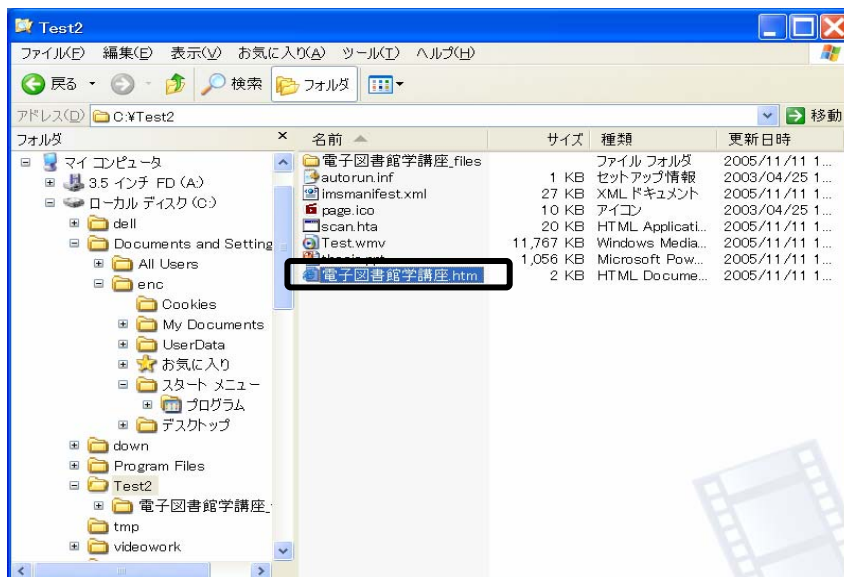 Test2
ファイル(F) 編集(E) 表示(V) お気に入り(A) ツール(T) ヘルプ(H)
戻る 検索 フォルダ
アドレス(D) C:¥Test2 移動
フォルダ × 名前 サイズ 種類 更新日時
マイ コンピュータ
3.5 インチ FD (A:)
ローカル ディスク (C:)
dell
Documents and Setting
All Users
enc
Cookies
My Documents
UserData
お気に入り
スタート メニュー
プログラム
デスクトップ
down
Program Files
Test2
電子図書館学講座_
tmp
videowork
電子図書館学講座_files ファイル フォルダ 2005/11/11 1...
autorun.inf 1 KB セットアップ情報 2003/04/25 1...
imsmanifest.xml 27 KB XML ドキュメント 2005/11/11 1...
page.ico 10 KB アイコン 2003/04/25 1...
scan.hta 20 KB HTML Applicati... 2005/11/11 1...
Test.wmv 11,767 KB Windows Media... 2005/11/11 1...
1,056 KB Microsoft Pow... 2005/11/11 1...
電子図書館学講座.htm 2 KB HTML Docume... 2005/11/11 1...